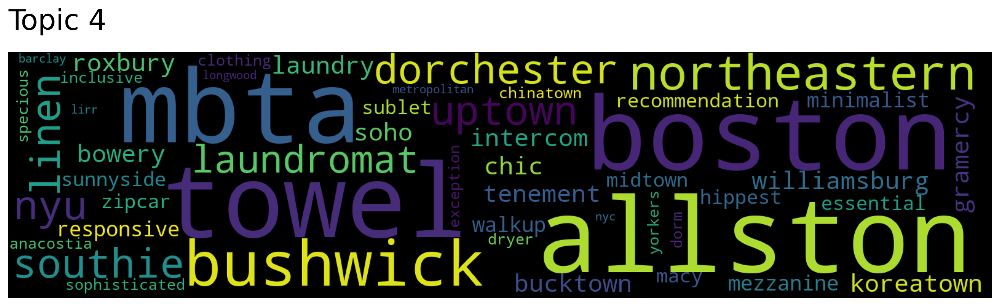 Topic 4
barclay
roxbury
clothing
laundry
dorchester
northeastern
specious
linen
inclusive
longwood
mbta
metropolitan
chinatown
recommendation
minimalist
gramercy
lirr
sublet
uptown
boston
soho
intercom
bowery
laundromat
exception
chic
sunnyside
towel
midtown
williamsburg
nyu
zipcar
tenement
hippest
essential
responsive
walkup
nyc
yorkers
dorm
allston
anacostia
dryer
southie
bushwick
sophisticated
bucktown
macy
mezzanine
koreatown